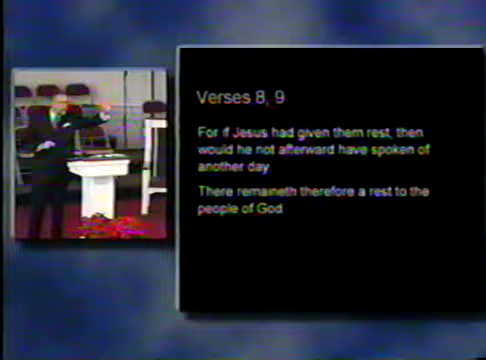 Verses 8, 9
For if Jesus had given them rest, then
would he not afterward have spoken of
another day
There remaineth therefore a rest to the
people of God